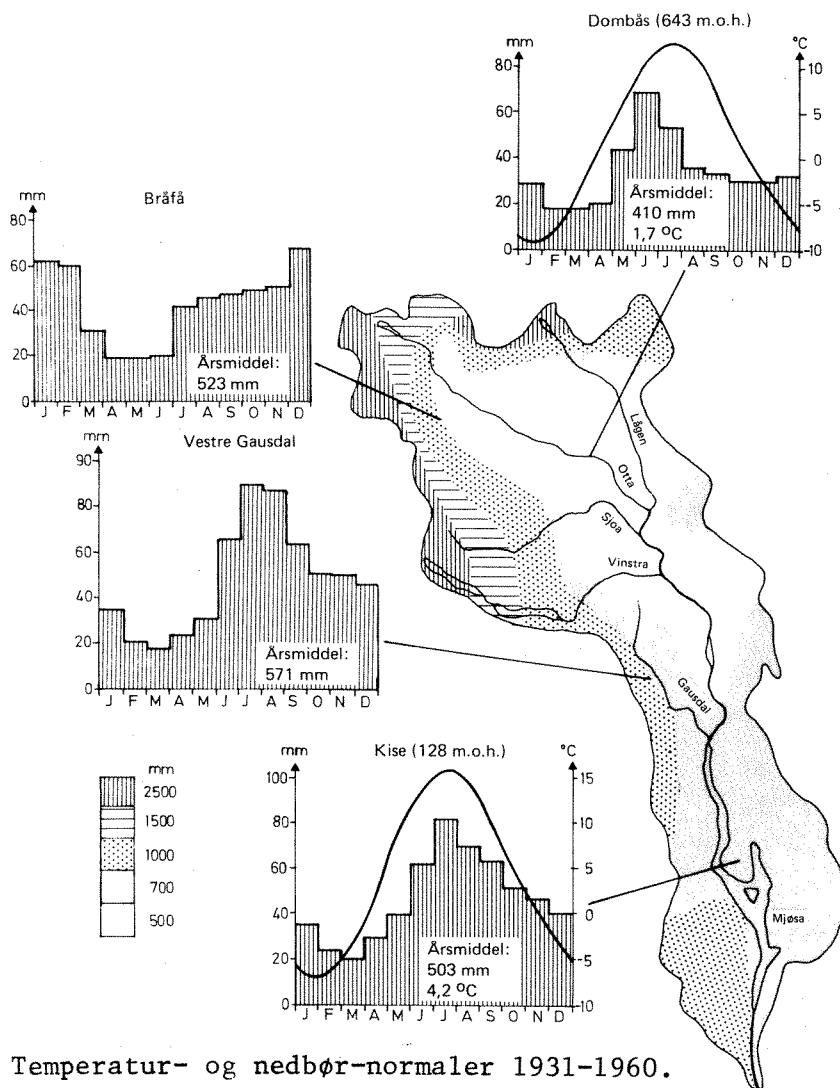 Dombås (643 m.o.h.)
mm
°C
80
60
40
20
0
10
5
0
-5
-10
Årsmiddel:
410 mm
1,7 °C
J F M A M J J A S O N D
Bråfå
mm
80
60
40
20
0
Årsmiddel:
523 mm
J F M A M J J A S O N D
Vestre Gausdal
mm
90
80
60
40
20
0
Årsmiddel:
571 mm
J F M A M J J A S O N D
Lågen
Otta
Sjoa
Vinstra
Gausdal
Mjøsa
mm
2500
1500
1000
700
500
Kise (128 m.o.h.)
mm
°C
100
80
60
40
20
0
15
10
5
0
-5
10
Årsmiddel:
503 mm
4,2 °C
J F M A M J J A S O N D
Temperatur- og nedbør-normaler 1931-1960.